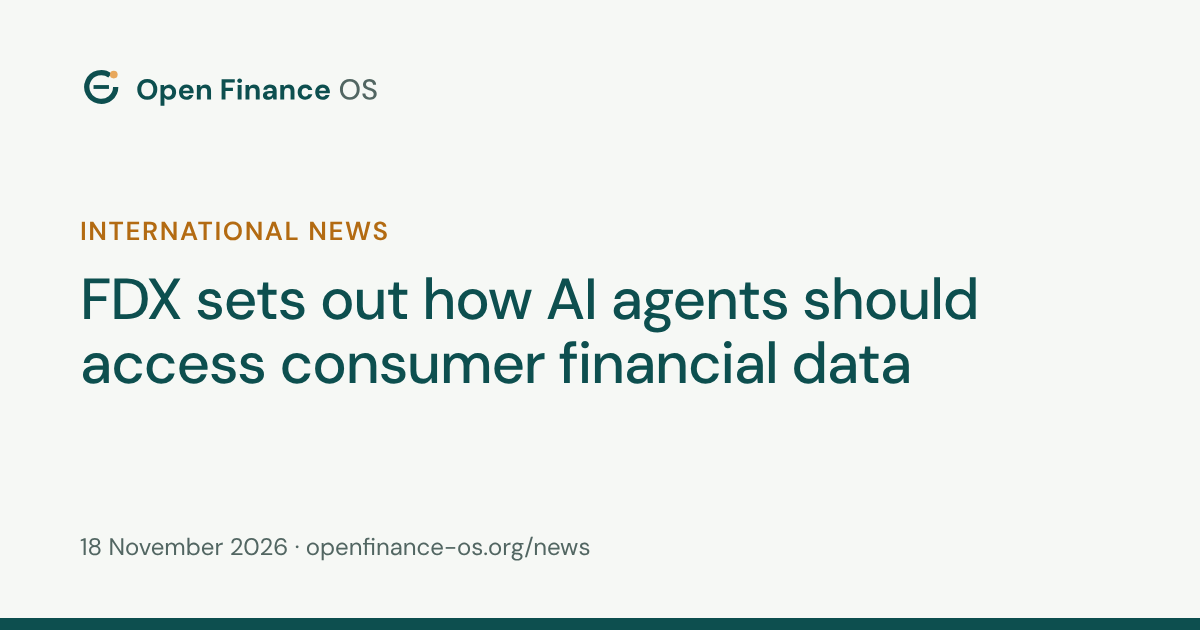 Open Finance OS
INTERNATIONAL NEWS
FDX sets out how AI agents should
access consumer financial data
18 November 2026 · openfinance-os.org/news